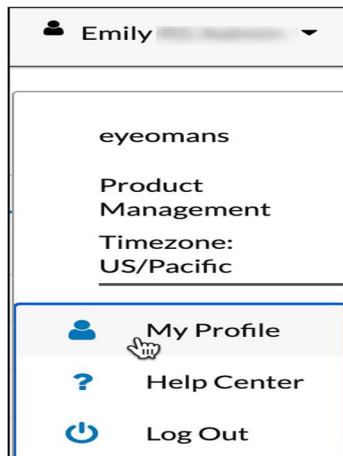 Emily
eyeomans
Product
Management
Timezone:
US/Pacific
My Profile
? Help Center
Log Out